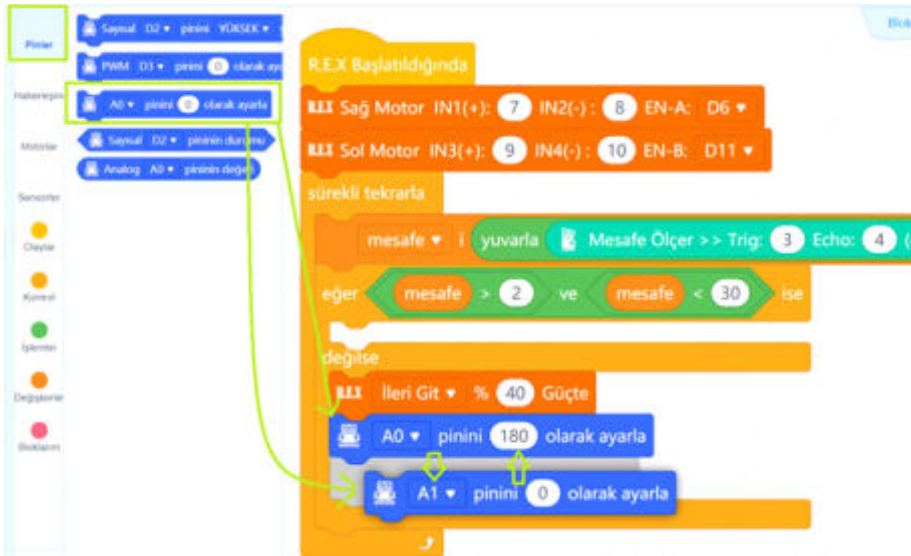 Pinler
Haberleşme
Motorlar
Sensörler
Olaylar
Kontrol
İşlemler
Değişkenler
Bloklarım
Sayısal D2 pinini YÜKSEK
PWM D3 pinini 0 olarak
A0 pinini 0 olarak ayarla
Sayısal D2 pininin durumu
Analog A0 pininin değeri
R.E.X Başlatıldığında
R.E.X Sağ Motor IN1(+): 7 IN2(-) : 8 EN-A: D6
R.E.X Sol Motor IN3(+): 9 IN4(-) : 10 EN-B: D11
sürekli tekrarla
mesafe i yuvarla Mesafe Ölçer >> Trig: 3 Echo: 4 (
eğer mesafe > 2 ve mesafe < 30 ise
değilse
R.E.X İleri Git % 40 Güçte
A0 pinini 180 olarak ayarla
A1 pinini 0 olarak ayarla